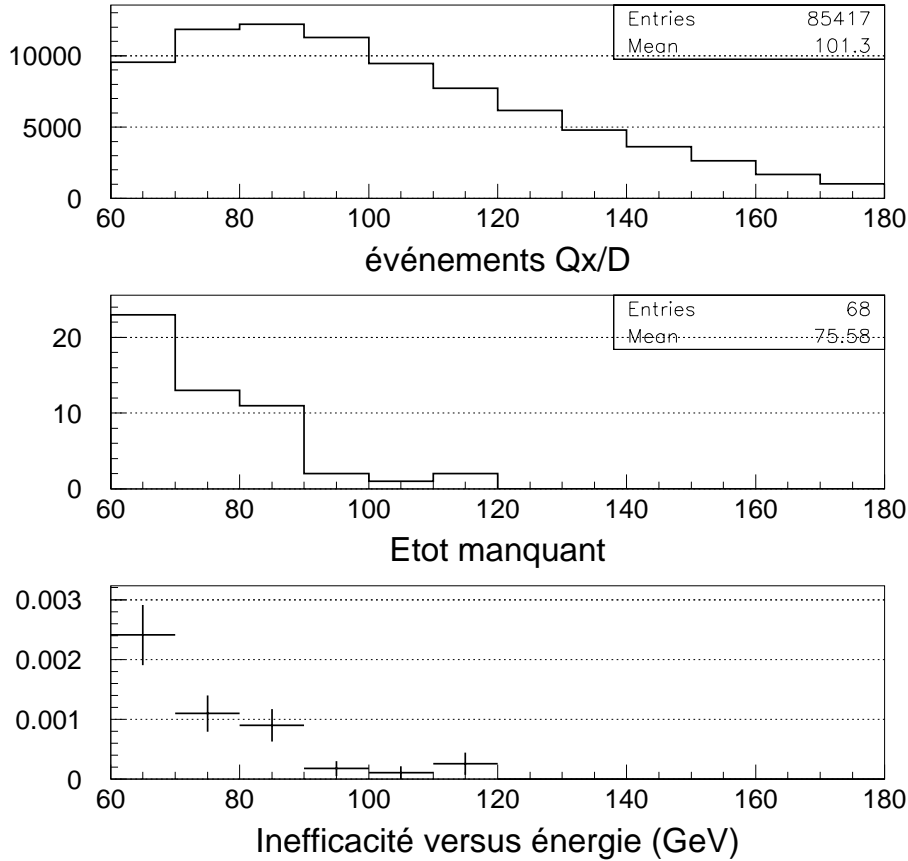 Entries 85417
Mean 101.3
10000
5000
0
60 80 100 120 140 160 180
événements Qx/D
Entries 68
Mean 75.58
20
10
0
60 80 100 120 140 160 180
Etot manquant
0.003
0.002
0.001
0
60 80 100 120 140 160 180
Inefficacité versus énergie (GeV)